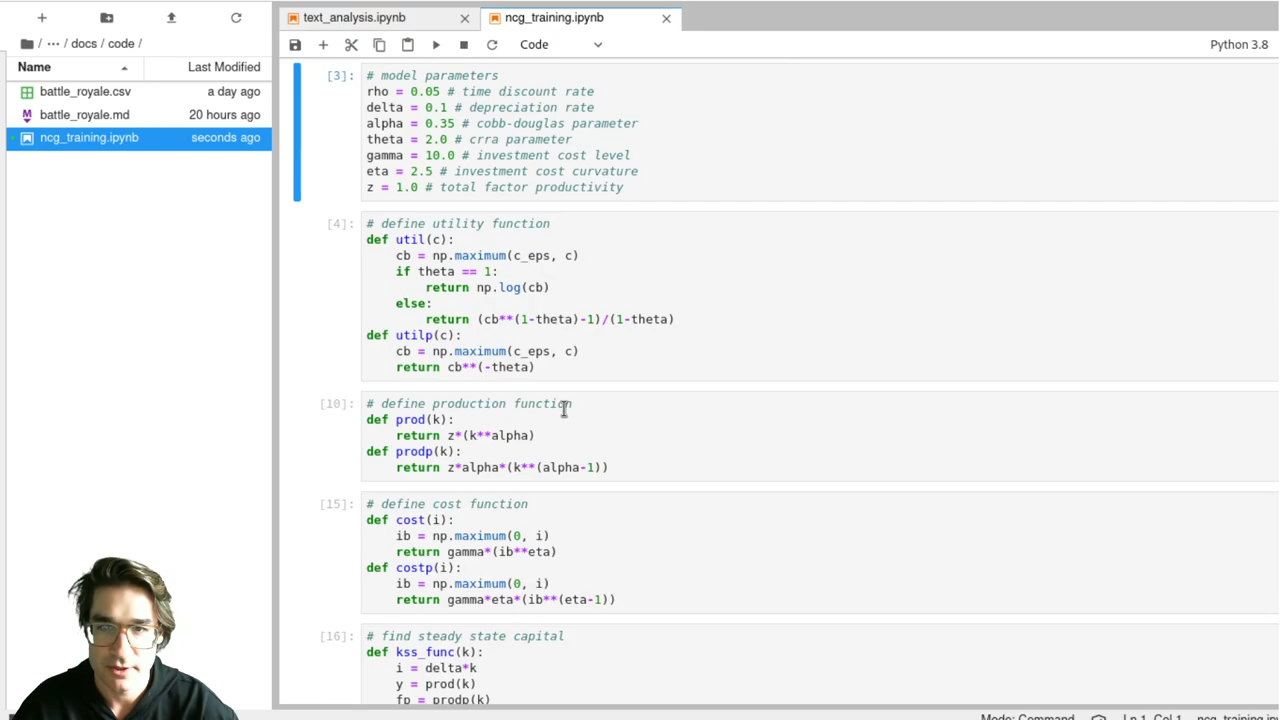 text_analysis.ipynb
ncg_training.ipynb
/ ··· / docs / code /
Code
Python 3.8
Name Last Modified
battle_royale.csv a day ago
battle_royale.md 20 hours ago
ncg_training.ipynb seconds ago
[3]:
# model parameters
rho = 0.05 # time discount rate
delta = 0.1 # depreciation rate
alpha = 0.35 # cobb-douglas parameter
theta = 2.0 # crra parameter
gamma = 10.0 # investment cost level
eta = 2.5 # investment cost curvature
z = 1.0 # total factor productivity
[4]:
# define utility function
def util(c):
    cb = np.maximum(c_eps, c)
    if theta == 1:
        return np.log(cb)
    else:
        return (cb**(1-theta)-1)/(1-theta)
def utilp(c):
    cb = np.maximum(c_eps, c)
    return cb**(-theta)
[10]:
# define production function
def prod(k):
    return z*(k**alpha)
def prodp(k):
    return z*alpha*(k**(alpha-1))
[15]:
# define cost function
def cost(i):
    ib = np.maximum(0, i)
    return gamma*(ib**eta)
def costp(i):
    ib = np.maximum(0, i)
    return gamma*eta*(ib**(eta-1))
[16]:
# find steady state capital
def kss_func(k):
    i = delta*k
    y = prod(k)
    fp = prodp(k)
Mode: Command Ln 1, Col 1 ncg_training.ip